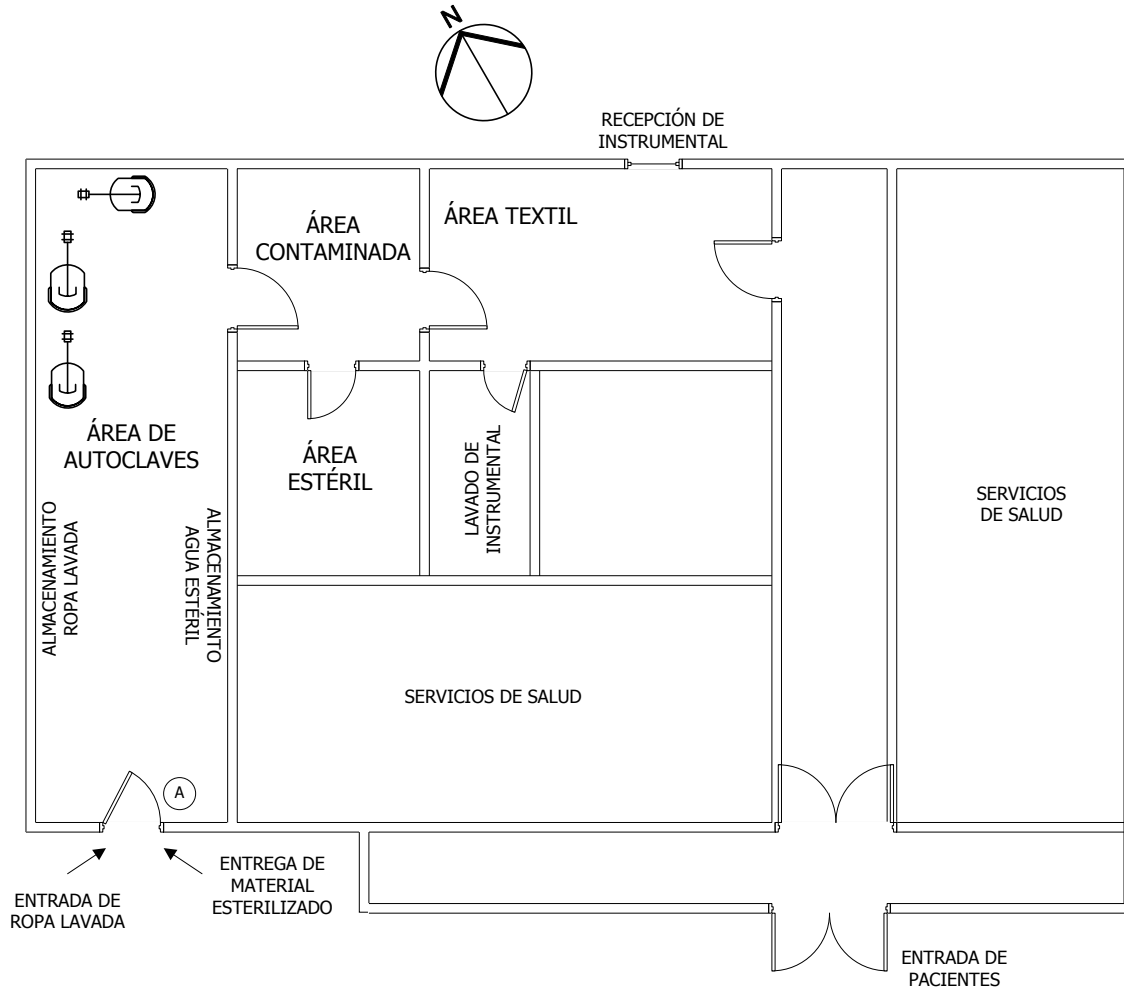 N
RECEPCIÓN DE
INSTRUMENTAL
ÁREA
CONTAMINADA
ÁREA TEXTIL
ÁREA DE
AUTOCLAVES
ÁREA
ESTÉRIL
LAVADO DE
INSTRUMENTAL
SERVICIOS
DE SALUD
ALMACENAMIENTO
ROPA LAVADA
ALMACENAMIENTO
AGUA ESTÉRIL
SERVICIOS DE SALUD
A
ENTRADA DE
ROPA LAVADA
ENTREGA DE
MATERIAL
ESTERILIZADO
ENTRADA DE
PACIENTES